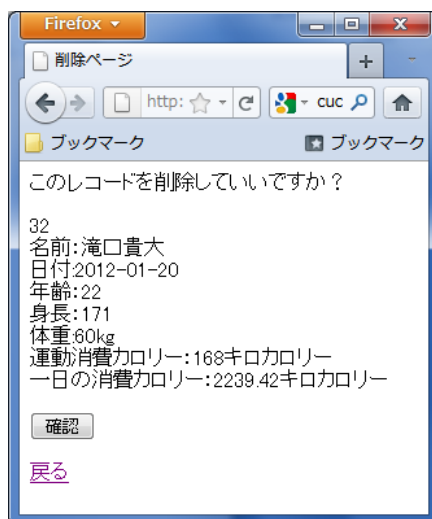 Firefox
削除ページ
http:
cuc
ブックマーク
ブックマーク
このレコードを削除していいですか？
32
名前:滝口貴大
日付:2012-01-20
年齢:22
身長:171
体重:60kg
運動消費カロリー:168キロカロリー
一日の消費カロリー:2239.42キロカロリー
確認
戻る